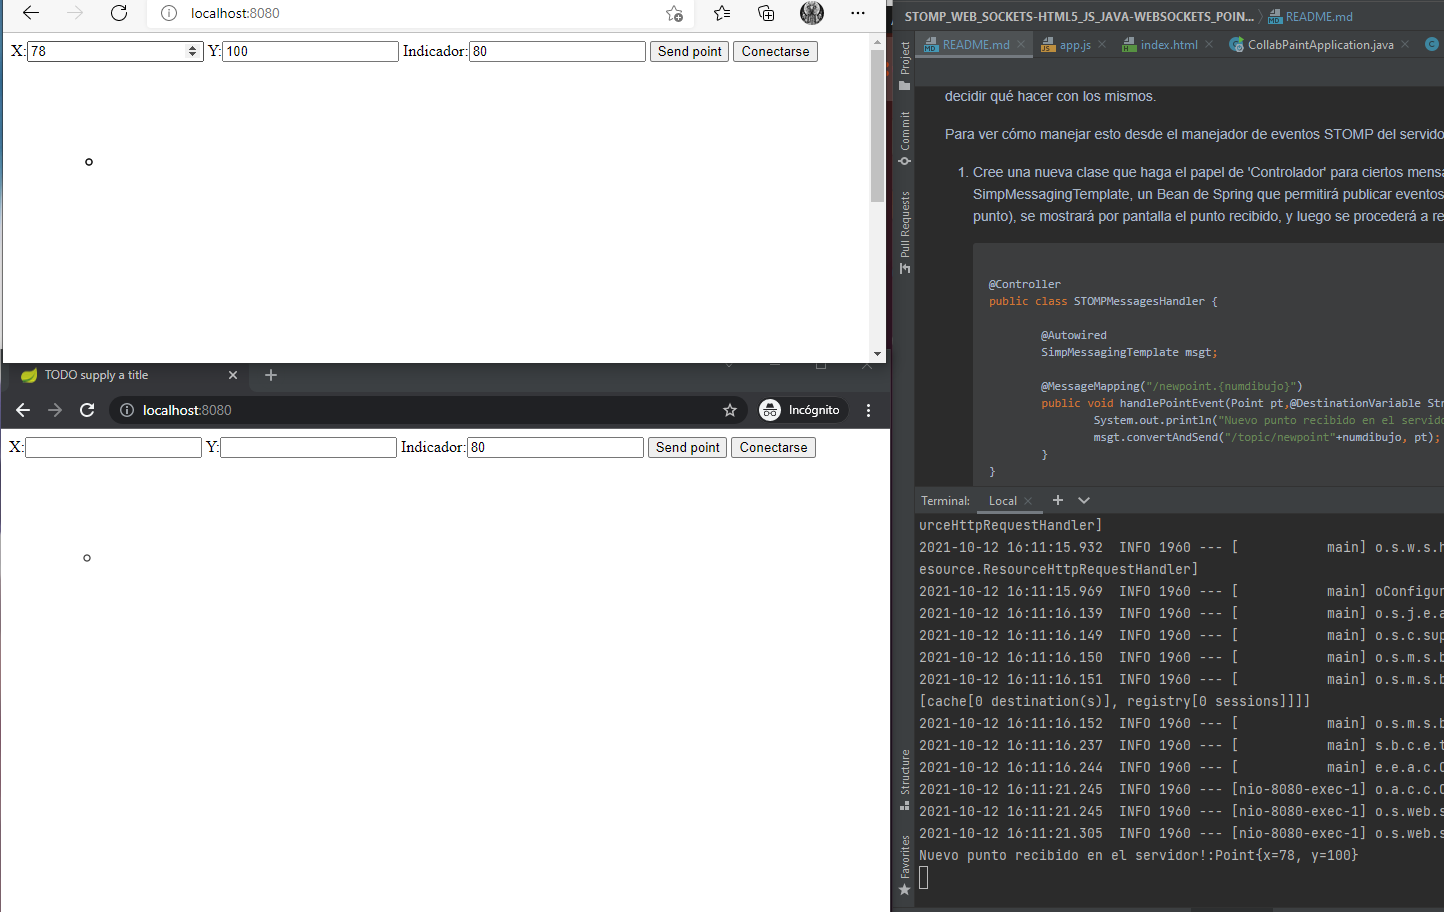 localhost:8080
X: 78 Y: 100 Indicador: 80 Send point Conectarse
TODO supply a title
localhost:8080
Incógnito
X: Y: Indicador: 80 Send point Conectarse
STOMP_WEB_SOCKETS-HTML5_JS_JAVA-WEBSOCKETS_POIN... README.md
README.md app.js index.html CollabPaintApplication.java
Project
Commit
Pull Requests
Structure
Favorites
decidir qué hacer con los mismos.
Para ver cómo manejar esto desde el manejador de eventos STOMP del servido
1. Cree una nueva clase que haga el papel de 'Controlador' para ciertos mensa
SimpMessagingTemplate, un Bean de Spring que permitirá publicar eventos
punto), se mostrará por pantalla el punto recibido, y luego se procederá a re
@Controller
public class STOMPMessagesHandler {
@Autowired
SimpMessagingTemplate msgt;
@MessageMapping("/newpoint.{numdibujo}")
public void handlePointEvent(Point pt,@DestinationVariable Str
System.out.println("Nuevo punto recibido en el servido
msgt.convertAndSend("/topic/newpoint"+numdibujo, pt);
}
}
Terminal: Local
urceHttpRequestHandler]
2021-10-12 16:11:15.932 INFO 1960 --- [ main] o.s.w.s.h
esource.ResourceHttpRequestHandler]
2021-10-12 16:11:15.969 INFO 1960 --- [ main] oConfigur
2021-10-12 16:11:16.139 INFO 1960 --- [ main] o.s.j.e.a
2021-10-12 16:11:16.149 INFO 1960 --- [ main] o.s.c.sup
2021-10-12 16:11:16.150 INFO 1960 --- [ main] o.s.m.s.b
2021-10-12 16:11:16.151 INFO 1960 --- [ main] o.s.m.s.b
[cache[0 destination(s)], registry[0 sessions]]]]
2021-10-12 16:11:16.152 INFO 1960 --- [ main] o.s.m.s.b
2021-10-12 16:11:16.237 INFO 1960 --- [ main] s.b.c.e.t
2021-10-12 16:11:16.244 INFO 1960 --- [ main] e.e.a.c.C
2021-10-12 16:11:21.245 INFO 1960 --- [nio-8080-exec-1] o.a.c.c.C
2021-10-12 16:11:21.245 INFO 1960 --- [nio-8080-exec-1] o.s.web.s
2021-10-12 16:11:21.305 INFO 1960 --- [nio-8080-exec-1] o.s.web.s
Nuevo punto recibido en el servidor!:Point{x=78, y=100}